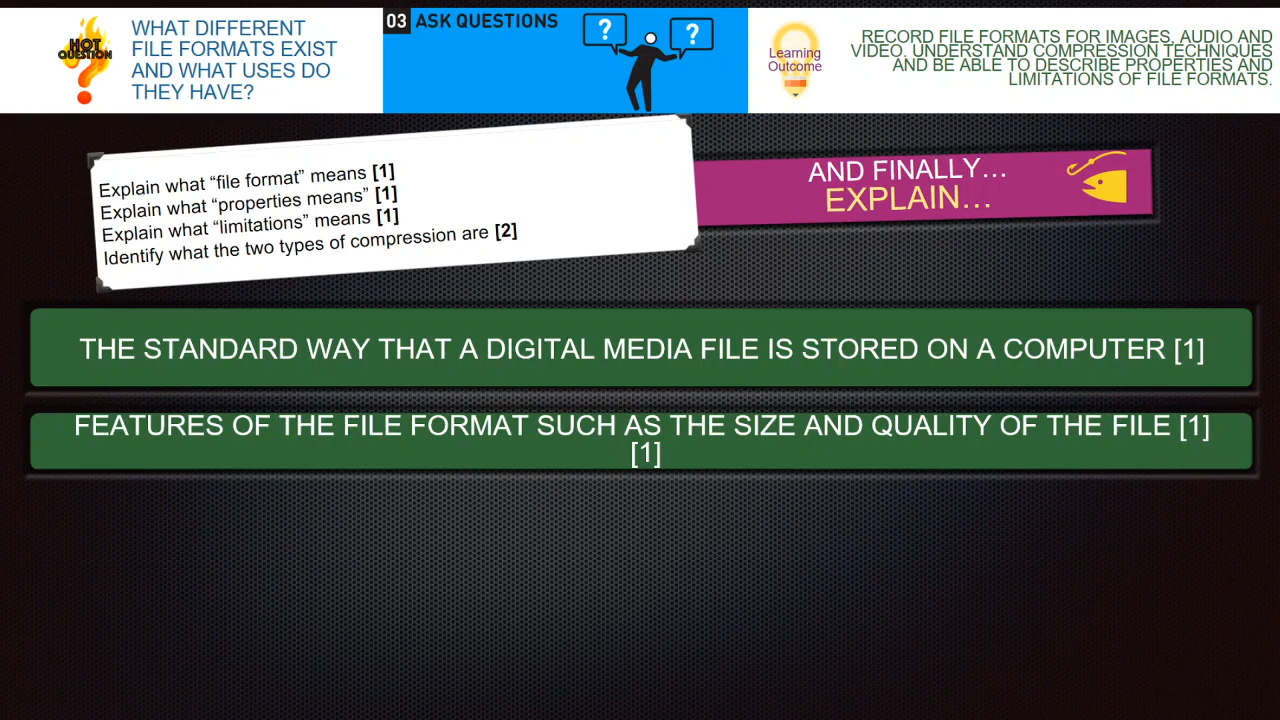 HOT
QUESTION
WHAT DIFFERENT
FILE FORMATS EXIST
AND WHAT USES DO
THEY HAVE?
03 ASK QUESTIONS
? ?
Learning
Outcome
RECORD FILE FORMATS FOR IMAGES, AUDIO AND
VIDEO. UNDERSTAND COMPRESSION TECHNIQUES
AND BE ABLE TO DESCRIBE PROPERTIES AND
LIMITATIONS OF FILE FORMATS.
Explain what “file format” means [1]
Explain what “properties means” [1]
Explain what “limitations” means [1]
Identify what the two types of compression are [2]
AND FINALLY…
EXPLAIN…
THE STANDARD WAY THAT A DIGITAL MEDIA FILE IS STORED ON A COMPUTER [1]
FEATURES OF THE FILE FORMAT SUCH AS THE SIZE AND QUALITY OF THE FILE [1]
[1]